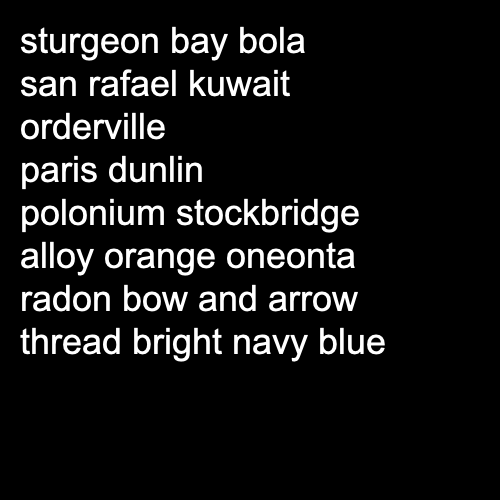 sturgeon bay bola
san rafael kuwait
orderville
paris dunlin
polonium stockbridge
alloy orange oneonta
radon bow and arrow
thread bright navy blue